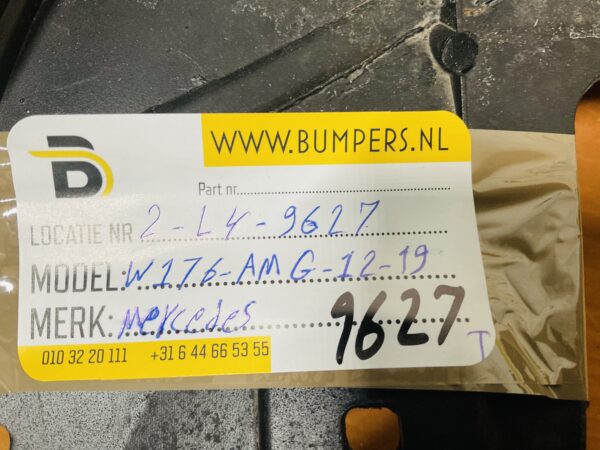 WWW.BUMPERS.NL
Part nr
LOCATIE NR 2-L4-9627
MODEL: W176-AMG-12-19
MERK: Mercedes
9627 T
010 32 20 111 +31 6 44 66 53 55